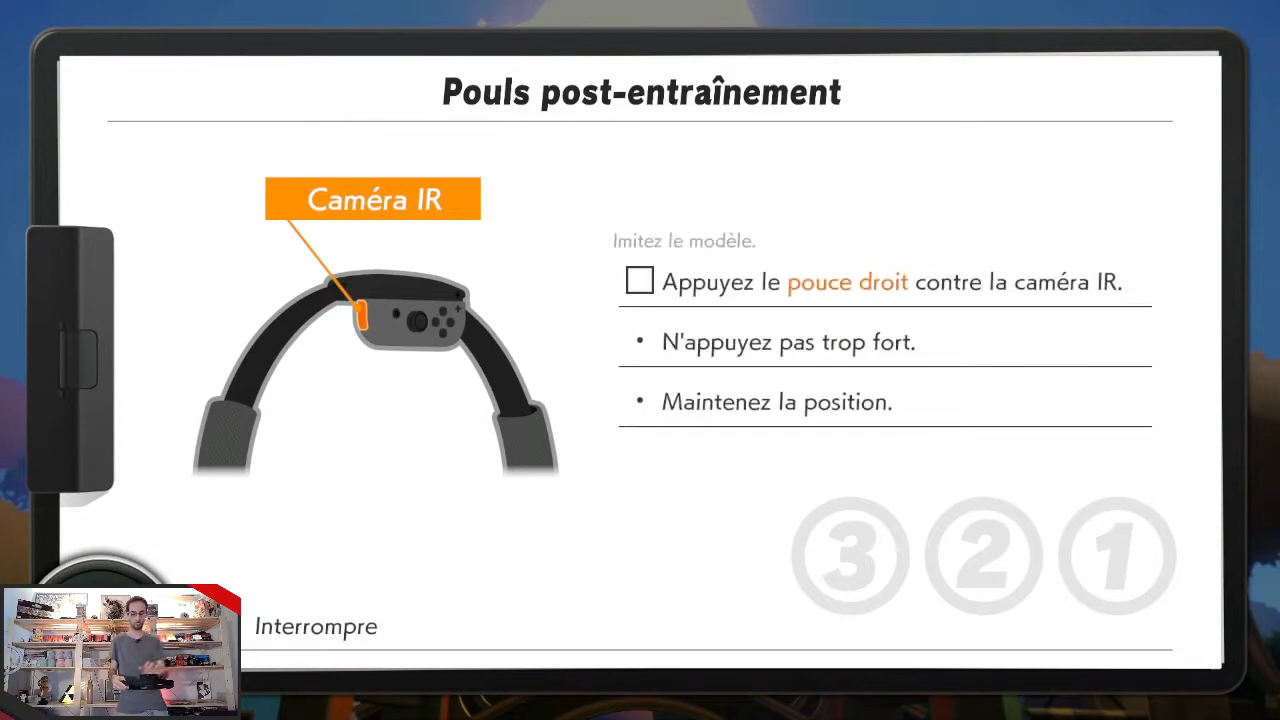 Pouls post-entraînement
Caméra IR
Imitez le modèle.
Appuyez le pouce droit contre la caméra IR.
• N'appuyez pas trop fort.
• Maintenez la position.
3 2 1
Interrompre